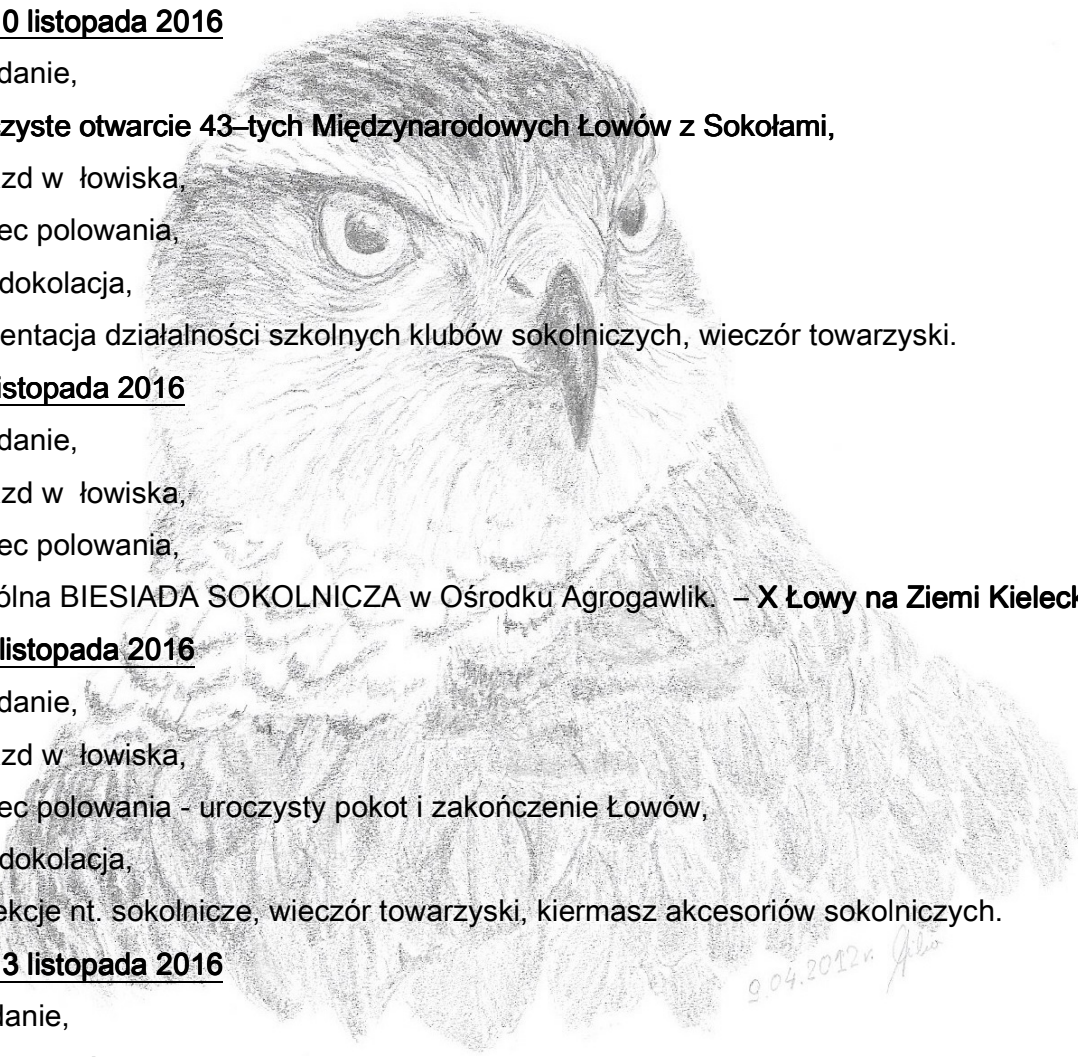 0 listopada 2016
danie,
zyste otwarcie 43–tych Międzynarodowych Łowów z Sokołami,
zd w łowiska,
ec polowania,
dokolacja,
entacja działalności szkolnych klubów sokolniczych, wieczór towarzyski.
listopada 2016
danie,
zd w łowiska,
ec polowania,
ólna BIESIADA SOKOLNICZA w Ośrodku Agrogawlik. – X Łowy na Ziemi Kieleck
listopada 2016
danie,
zd w łowiska,
ec polowania - uroczysty pokot i zakończenie Łowów,
dokolacja,
ekcje nt. sokolnicze, wieczór towarzyski, kiermasz akcesoriów sokolniczych.
9.04.2012r.
3 listopada 2016
danie,